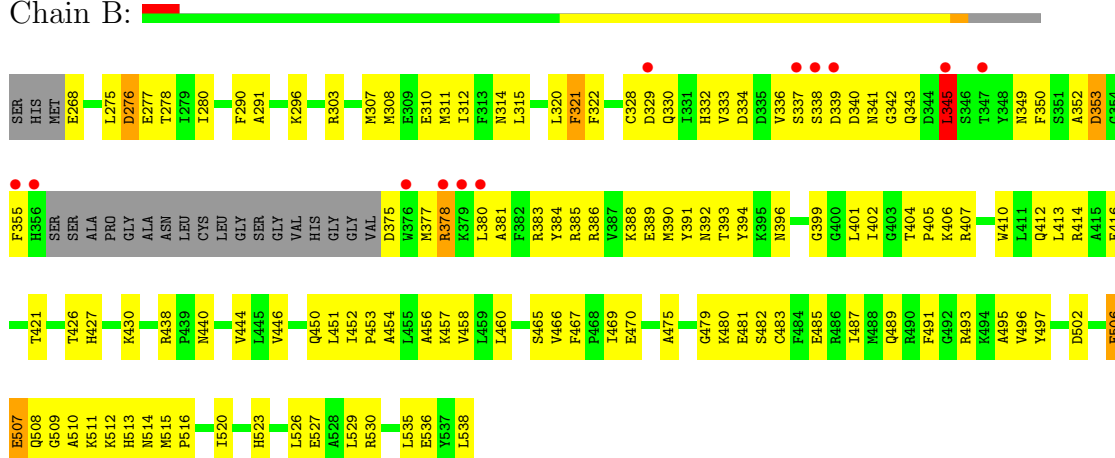 Chain B:
SER HIS MET E268 L275 D276 E277 T278 I279 I280 F290 A291 K296 R303 M307 M308 E309 E310 M311 I312 F313 N314 L315 L320 F321 F322 C328 D329 Q330 I331 H332 V333 D334 D335 V336 S337 S338 D339 D340 N341 G342 Q343 D344 L345 S346 T347 Y348 N349 F350 S351 A352 D353
F355 H356 SER SER ALA PRO GLY ALA ASN LEU CYS LEU GLY SER GLY VAL HIS GLY GLY VAL D375 W376 M377 R378 K379 L380 A381 F382 R383 Y384 R385 R386 V387 K388 E389 M390 Y391 N392 T393 Y394 K395 N396 G399 G400 L401 I402 G403 T404 P405 K406 R407 W410 L411 Q412 L413 R414 A415
T421 T426 H427 K430 R438 P439 N440 V444 L445 V446 Q450 L451 I452 P453 A454 L455 A456 K457 V458 L459 L460 S465 V466 F467 P468 I469 E470 A475 G479 K480 E481 S482 C483 F484 E485 R486 I487 M488 Q489 R490 F491 G492 R493 K494 A495 V496 Y497 D502
E507 Q508 G509 A510 K511 K512 H513 N514 M515 P516 I520 H523 L526 E527 A528 L529 R530 L535 E536 Y537 L538